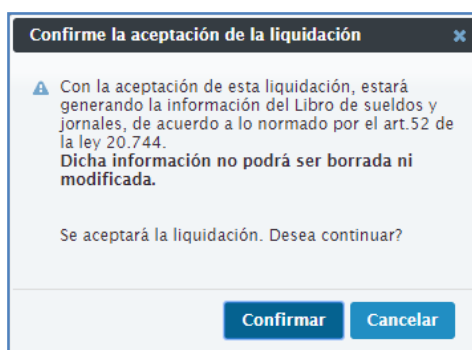 Confirme la aceptación de la liquidación
Con la aceptación de esta liquidación, estará
generando la información del Libro de sueldos y
jornales, de acuerdo a lo normado por el art.52 de
la ley 20.744.
Dicha información no podrá ser borrada ni
modificada.
Se aceptará la liquidación. Desea continuar?
Confirmar
Cancelar